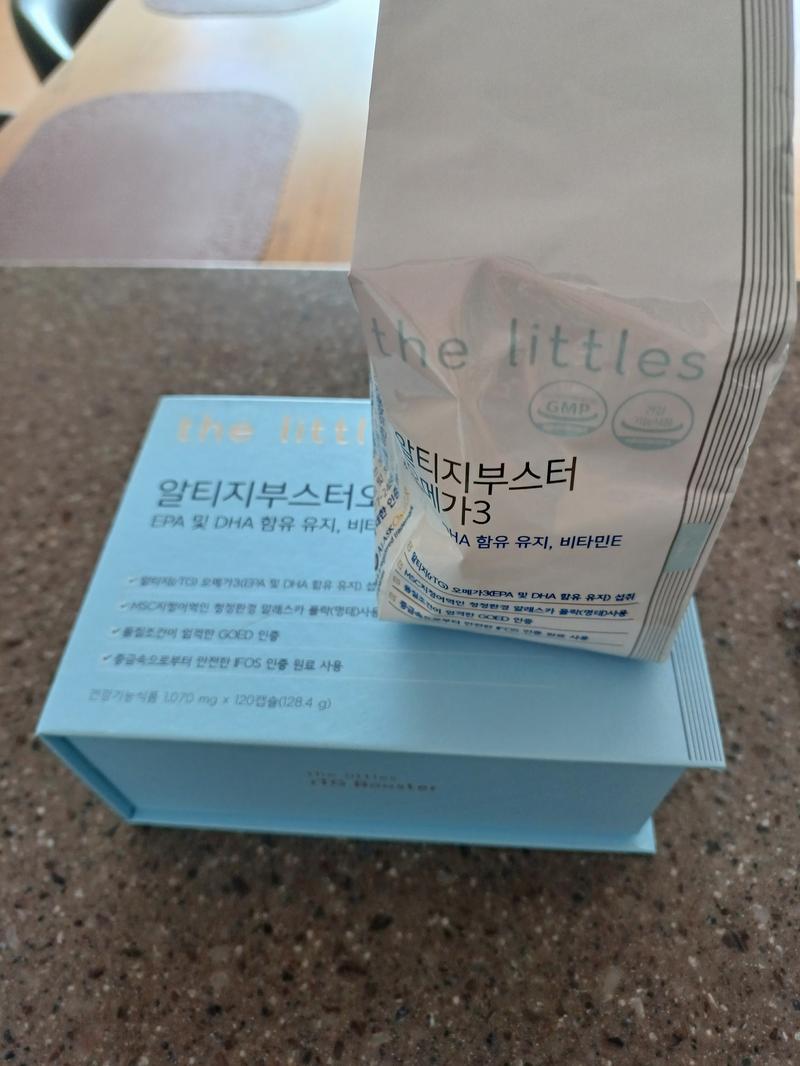 the littles
GMP
건강
기능식품
알티지부스터
오메가3
DHA 함유 유지, 비타민E
알티지(rTG) 오메가3(EPA 및 DHA 함유 유지) 섭취
MSC지정어역인 청정환경 알래스카 폴락(명태)사용
품질조건이 엄격한 GOED 인증
중금속으로부터 안전한 IFOS 인증 원료 사용
the littl
알티지부스터오
EPA 및 DHA 함유 유지, 비타
알티지(rTG) 오메가3(EPA 및 DHA 함유 유지) 섭
MSC지정어역인 청정환경 알래스카 폴락(명태)사용
품질조건이 엄격한 GOED 인증
중금속으로부터 안전한 IFOS 인증 원료 사용
건강기능식품 1,070 mg x 120캡슐(128.4 g)
the littles
rTG Booster